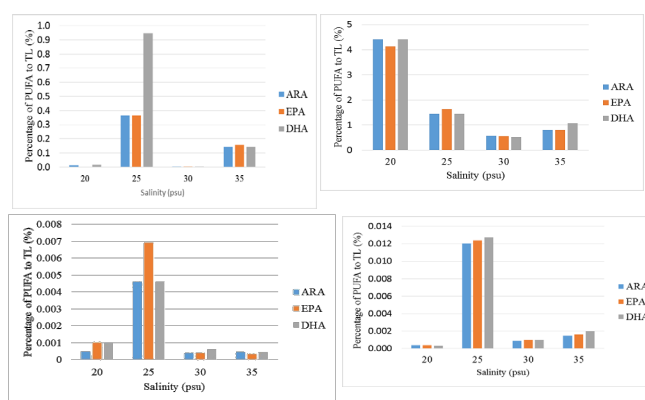 Percentage of PUFA to TL (%)
1.0
0.9
0.8
0.7
0.6
0.5
0.4
0.3
0.2
0.1
0.0
20 25 30 35
Salinity (psu)
ARA
EPA
DHA
Percentage of PUFA to TL (%)
5
4
3
2
1
0
20 25 30 35
Salinity (psu)
ARA
EPA
DHA
Percentage of PUFA to TL (%)
0.008
0.007
0.006
0.005
0.004
0.003
0.002
0.001
0
20 25 30 35
Salinity (psu)
ARA
EPA
DHA
Percentage of PUFA to TL (%)
0.014
0.012
0.010
0.008
0.006
0.004
0.002
0.000
20 25 30 35
Salinity (psu)
ARA
EPA
DHA